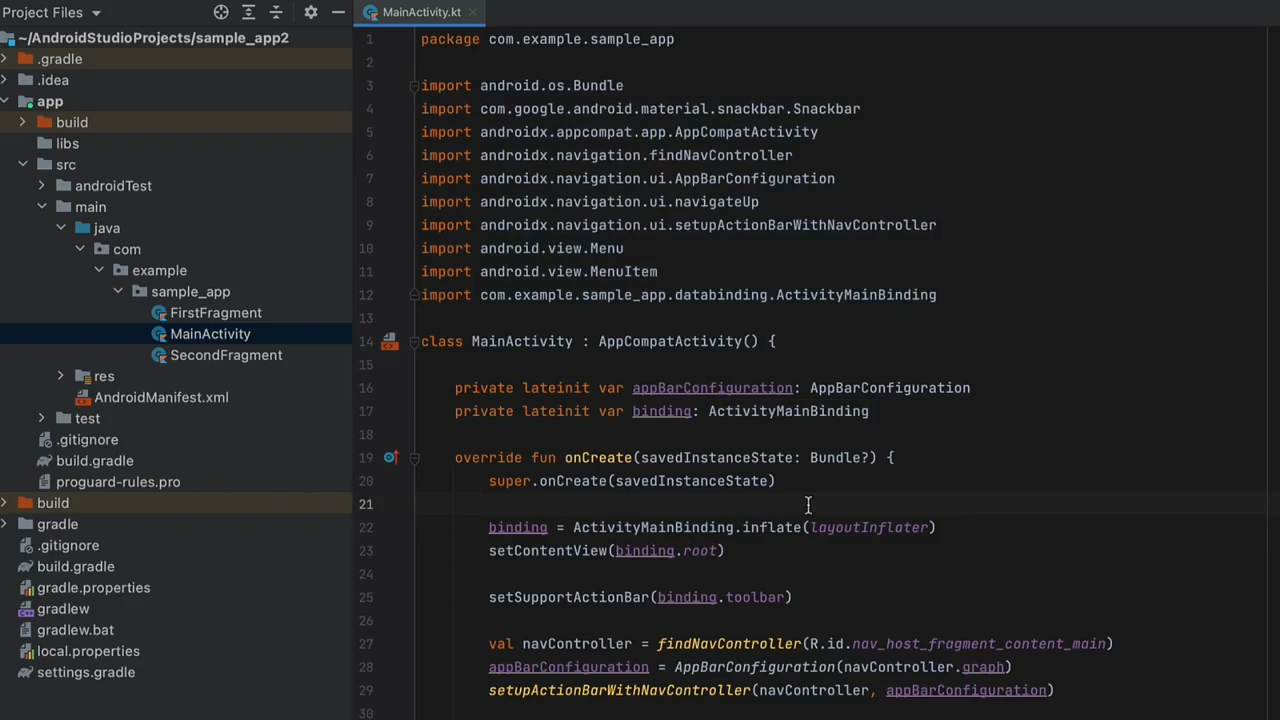 Project Files
~/AndroidStudioProjects/sample_app2
.gradle
.idea
app
build
libs
src
androidTest
main
java
com
example
sample_app
FirstFragment
MainActivity
SecondFragment
res
AndroidManifest.xml
test
.gitignore
build.gradle
proguard-rules.pro
build
gradle
.gitignore
build.gradle
gradle.properties
gradlew
gradlew.bat
local.properties
settings.gradle
MainActivity.kt
1 package com.example.sample_app
2
3 import android.os.Bundle
4 import com.google.android.material.snackbar.Snackbar
5 import androidx.appcompat.app.AppCompatActivity
6 import androidx.navigation.findNavController
7 import androidx.navigation.ui.AppBarConfiguration
8 import androidx.navigation.ui.navigateUp
9 import androidx.navigation.ui.setupActionBarWithNavController
10 import android.view.Menu
11 import android.view.MenuItem
12 import com.example.sample_app.databinding.ActivityMainBinding
13
14 class MainActivity : AppCompatActivity() {
15
16 private lateinit var appBarConfiguration: AppBarConfiguration
17 private lateinit var binding: ActivityMainBinding
18
19 override fun onCreate(savedInstanceState: Bundle?) {
20 super.onCreate(savedInstanceState)
21
22 binding = ActivityMainBinding.inflate(layoutInflater)
23 setContentView(binding.root)
24
25 setSupportActionBar(binding.toolbar)
26
27 val navController = findNavController(R.id.nav_host_fragment_content_main)
28 appBarConfiguration = AppBarConfiguration(navController.graph)
29 setupActionBarWithNavController(navController, appBarConfiguration)
30